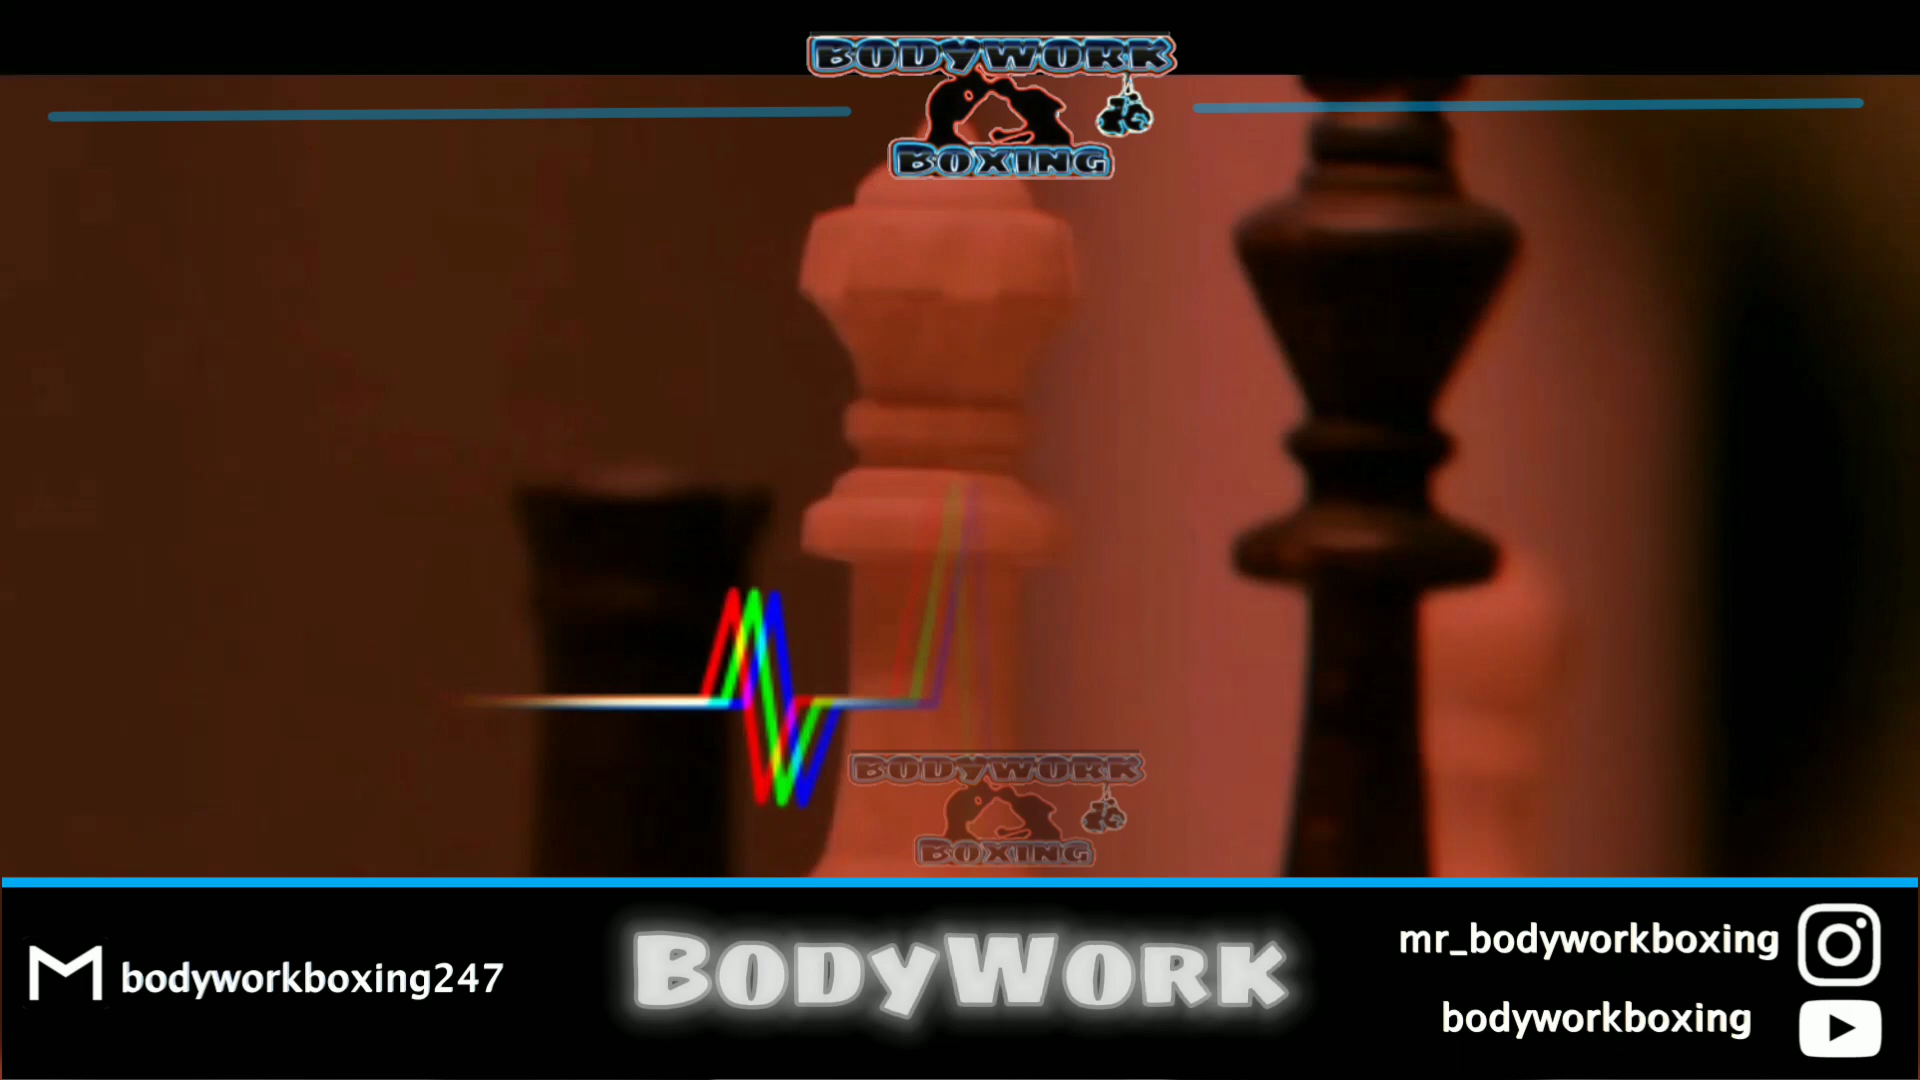 BODYWORK
BOXING
BODYWORK
BOXING
bodyworkboxing247
BODYWORK
mr_bodyworkboxing
bodyworkboxing